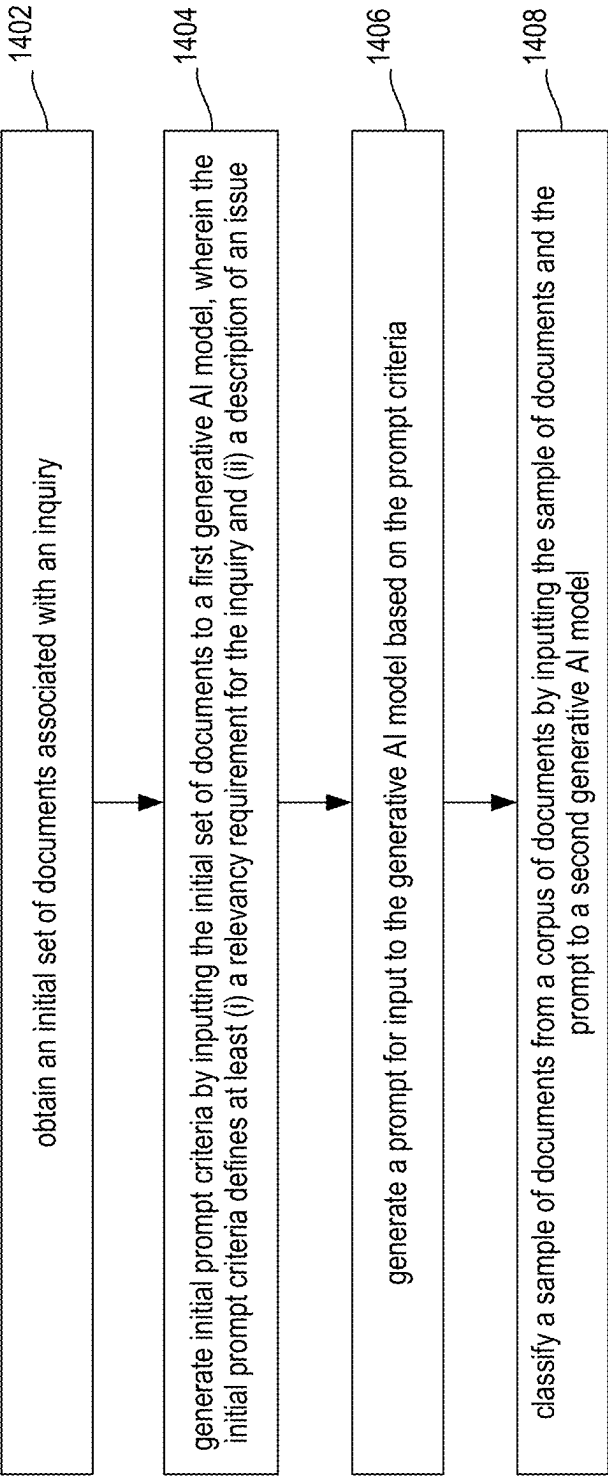 1402
obtain an initial set of documents associated with an inquiry
1404
generate initial prompt criteria by inputting the initial set of documents to a first generative AI model, wherein the
initial prompt criteria defines at least (i) a relevancy requirement for the inquiry and (ii) a description of an issue
1406
generate a prompt for input to the generative AI model based on the prompt criteria
1408
classify a sample of documents from a corpus of documents by inputting the sample of documents and the
prompt to a second generative AI model